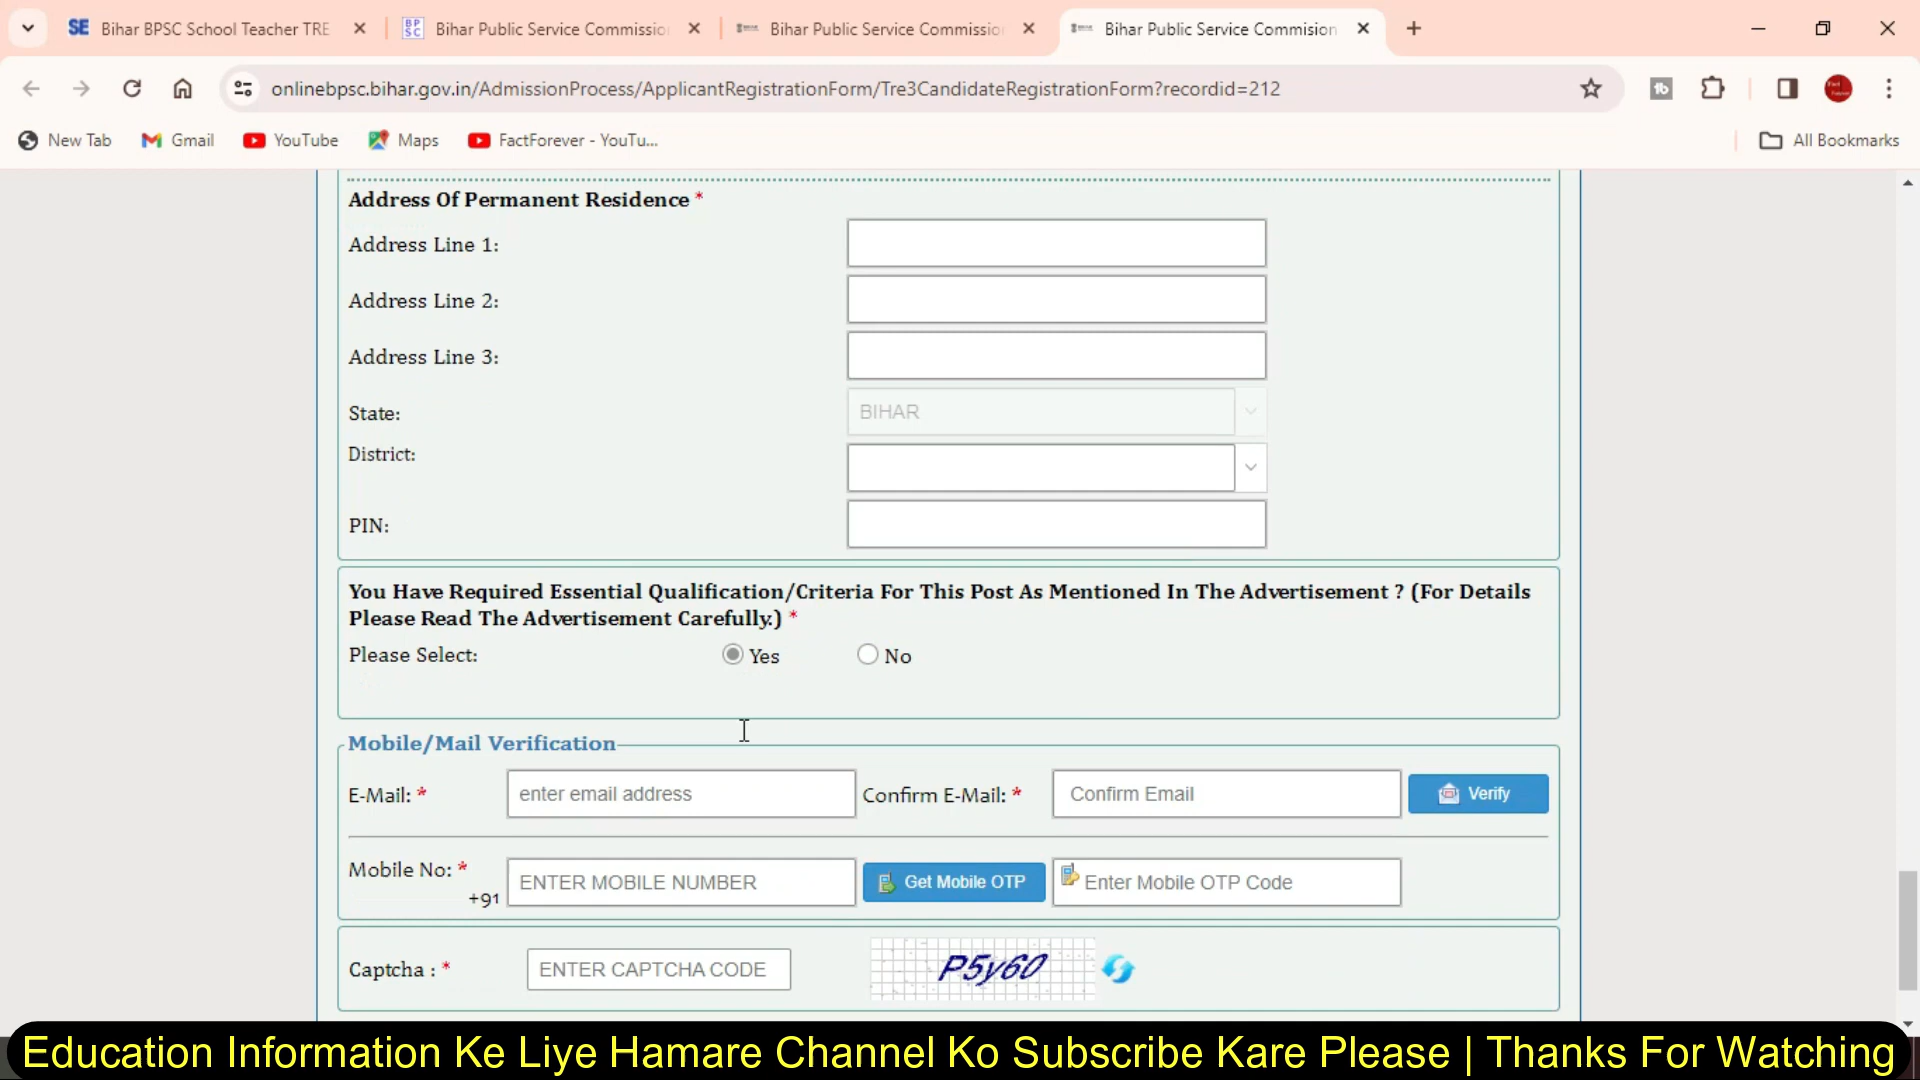 Bihar BPSC School Teacher TRE
Bihar Public Service Commissio
Bihar Public Service Commissio
Bihar Public Service Commision
onlinebpsc.bihar.gov.in/AdmissionProcess/ApplicantRegistrationForm/Tre3CandidateRegistrationForm?recordid=212
New Tab
Gmail
YouTube
Maps
FactForever - YouTu...
All Bookmarks
Address Of Permanent Residence *
Address Line 1:
Address Line 2:
Address Line 3:
State: BIHAR
District:
PIN:
You Have Required Essential Qualification/Criteria For This Post As Mentioned In The Advertisement ? (For Details
Please Read The Advertisement Carefully.) *
Please Select: Yes No
Mobile/Mail Verification
E-Mail: * enter email address Confirm E-Mail: * Confirm Email Verify
Mobile No: *
+91 ENTER MOBILE NUMBER Get Mobile OTP Enter Mobile OTP Code
Captcha : * ENTER CAPTCHA CODE P5y60
Education Information Ke Liye Hamare Channel Ko Subscribe Kare Please | Thanks For Watching